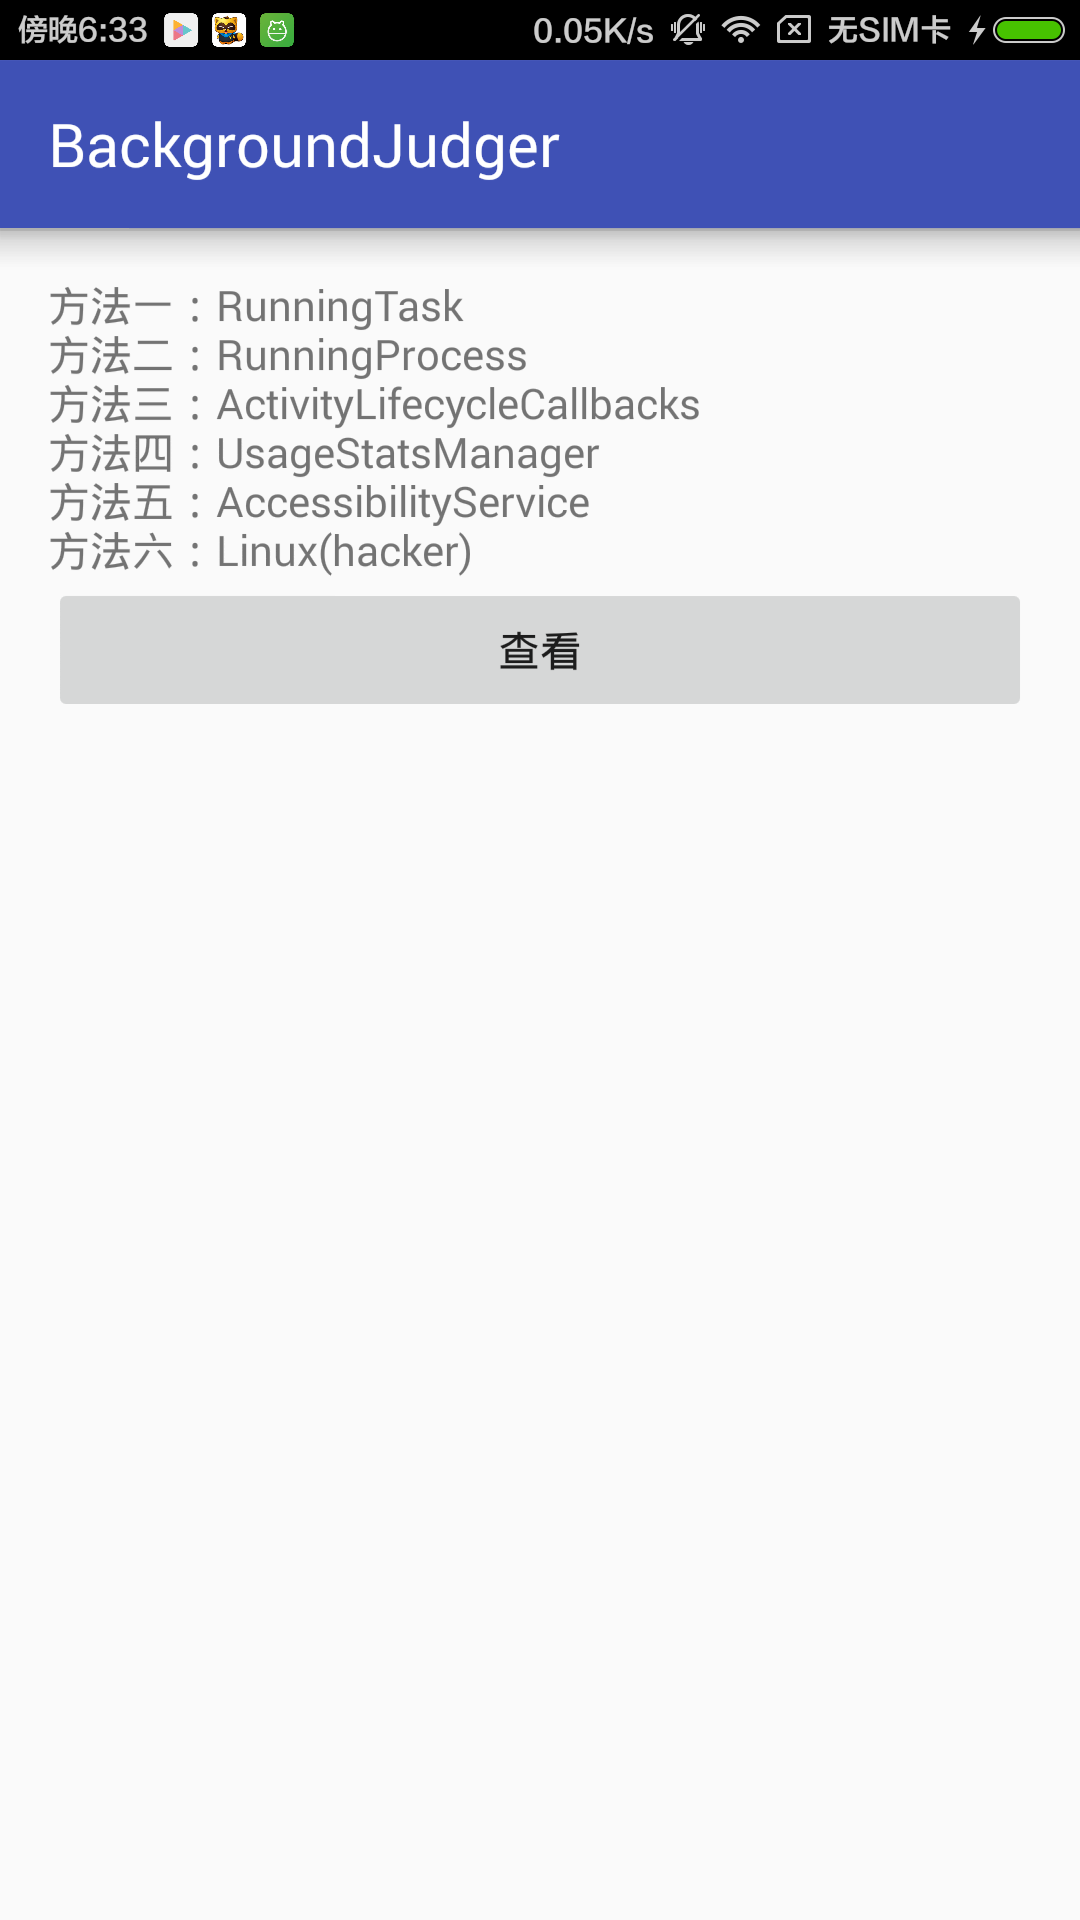 傍晚6:33 0.05K/s 无SIM卡
BackgroundJudger
方法一：RunningTask
方法二：RunningProcess
方法三：ActivityLifecycleCallbacks
方法四：UsageStatsManager
方法五：AccessibilityService
方法六：Linux(hacker)
查看